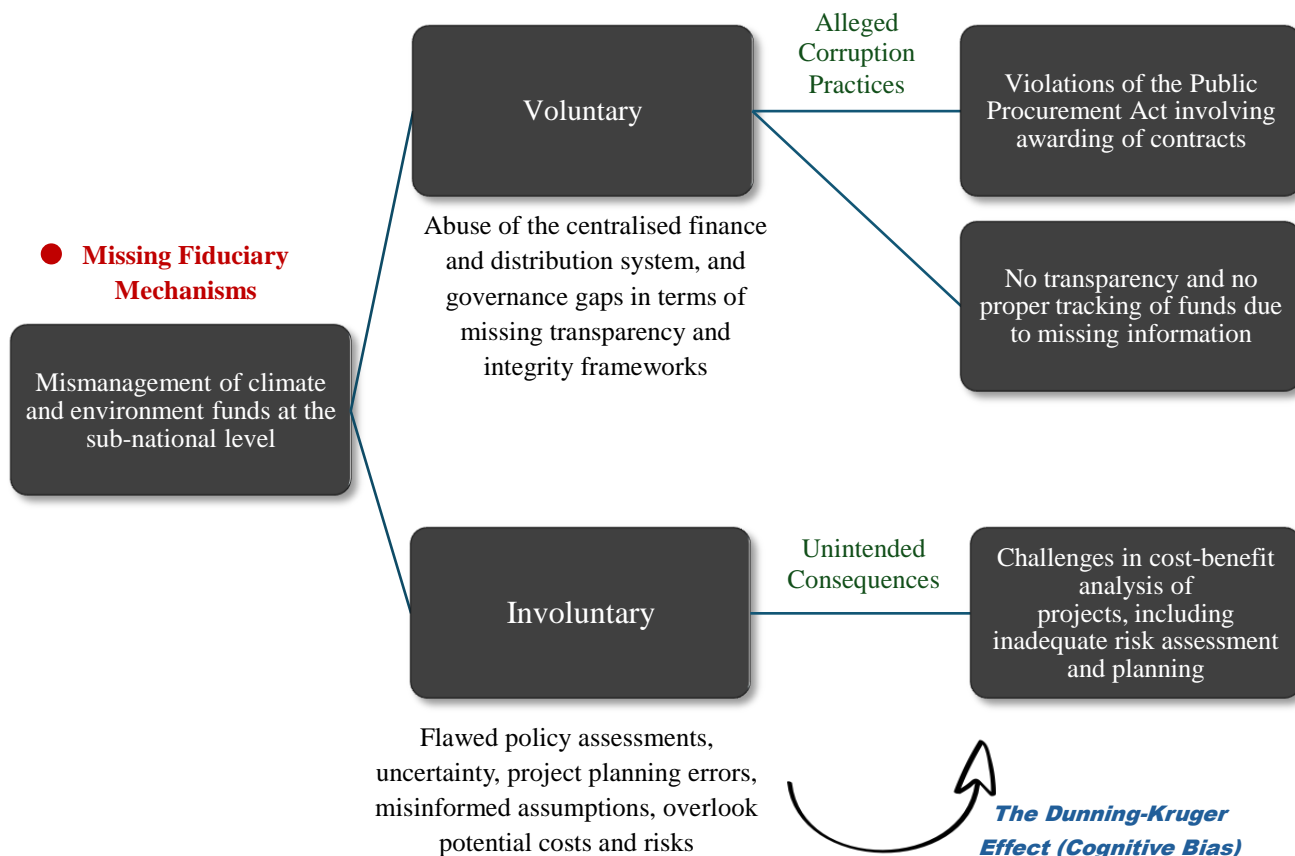 Missing Fiduciary
Mechanisms
Mismanagement of climate
and environment funds at the
sub-national level
Voluntary
Abuse of the centralised finance
and distribution system, and
governance gaps in terms of
missing transparency and
integrity frameworks
Alleged
Corruption
Practices
Violations of the Public
Procurement Act involving
awarding of contracts
No transparency and no
proper tracking of funds due
to missing information
Involuntary
Flawed policy assessments,
uncertainty, project planning errors,
misinformed assumptions, overlook
potential costs and risks
Unintended
Consequences
Challenges in cost-benefit
analysis of
projects, including
inadequate risk assessment
and planning
The Dunning-Kruger
Effect (Cognitive Bias)